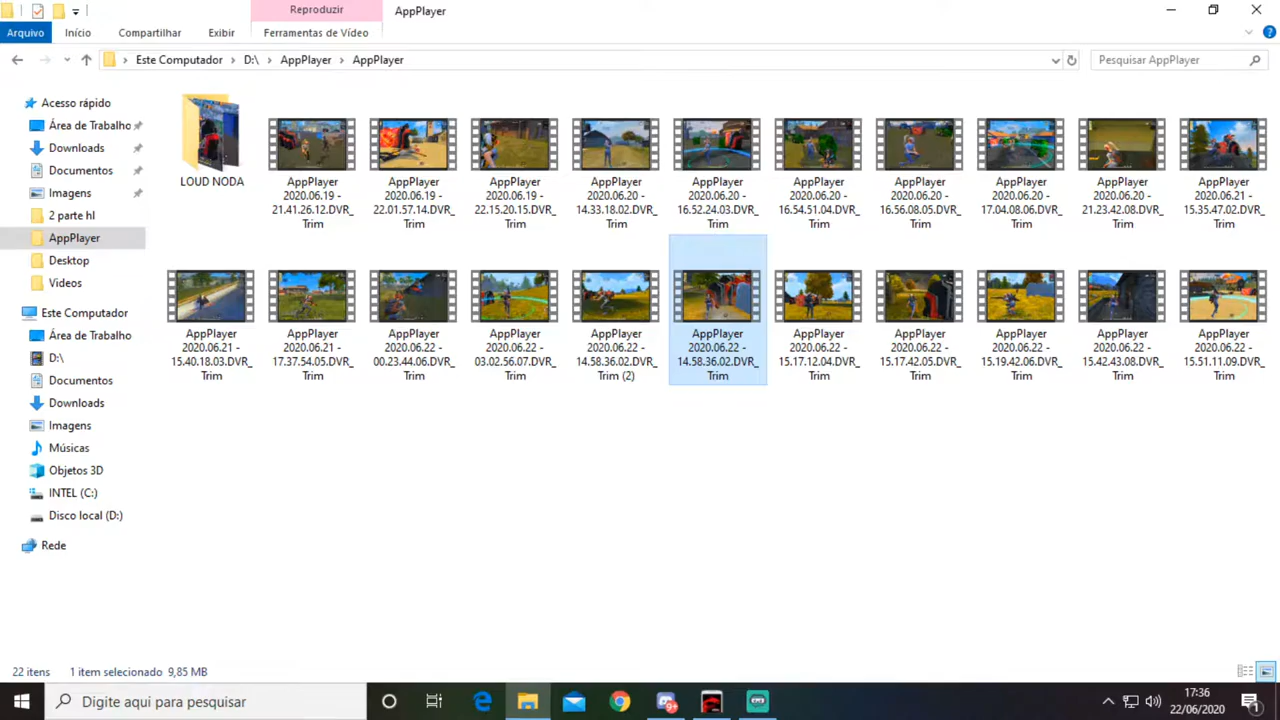 Reproduzir
AppPlayer
Arquivo
Início
Compartilhar
Exibir
Ferramentas de Vídeo
Este Computador
D:\
AppPlayer
AppPlayer
Pesquisar AppPlayer
Acesso rápido
Área de Trabalho
Downloads
Documentos
Imagens
2 parte hl
AppPlayer
Desktop
Videos
Este Computador
Área de Trabalho
D:\
Documentos
Downloads
Imagens
Músicas
Objetos 3D
INTEL (C:)
Disco local (D:)
Rede
LOUD NODA
AppPlayer
2020.06.19 -
21.41.26.12.DVR_
Trim
AppPlayer
2020.06.19 -
22.01.57.14.DVR_
Trim
AppPlayer
2020.06.19 -
22.15.20.15.DVR_
Trim
AppPlayer
2020.06.20 -
14.33.18.02.DVR_
Trim
AppPlayer
2020.06.20 -
16.52.24.03.DVR_
Trim
AppPlayer
2020.06.20 -
16.54.51.04.DVR_
Trim
AppPlayer
2020.06.20 -
16.56.08.05.DVR_
Trim
AppPlayer
2020.06.20 -
17.04.08.06.DVR_
Trim
AppPlayer
2020.06.20 -
21.23.42.08.DVR_
Trim
AppPlayer
2020.06.21 -
15.35.47.02.DVR_
Trim
AppPlayer
2020.06.21 -
15.40.18.03.DVR_
Trim
AppPlayer
2020.06.21 -
17.37.54.05.DVR_
Trim
AppPlayer
2020.06.22 -
00.23.44.06.DVR_
Trim
AppPlayer
2020.06.22 -
03.02.56.07.DVR_
Trim
AppPlayer
2020.06.22 -
14.58.36.02.DVR_
Trim (2)
AppPlayer
2020.06.22 -
14.58.36.02.DVR_
Trim
AppPlayer
2020.06.22 -
15.17.12.04.DVR_
Trim
AppPlayer
2020.06.22 -
15.17.42.05.DVR_
Trim
AppPlayer
2020.06.22 -
15.19.42.06.DVR_
Trim
AppPlayer
2020.06.22 -
15.42.43.08.DVR_
Trim
AppPlayer
2020.06.22 -
15.51.11.09.DVR_
Trim
22 itens
1 item selecionado 9,85 MB
Digite aqui para pesquisar
17:36
22/06/2020
1